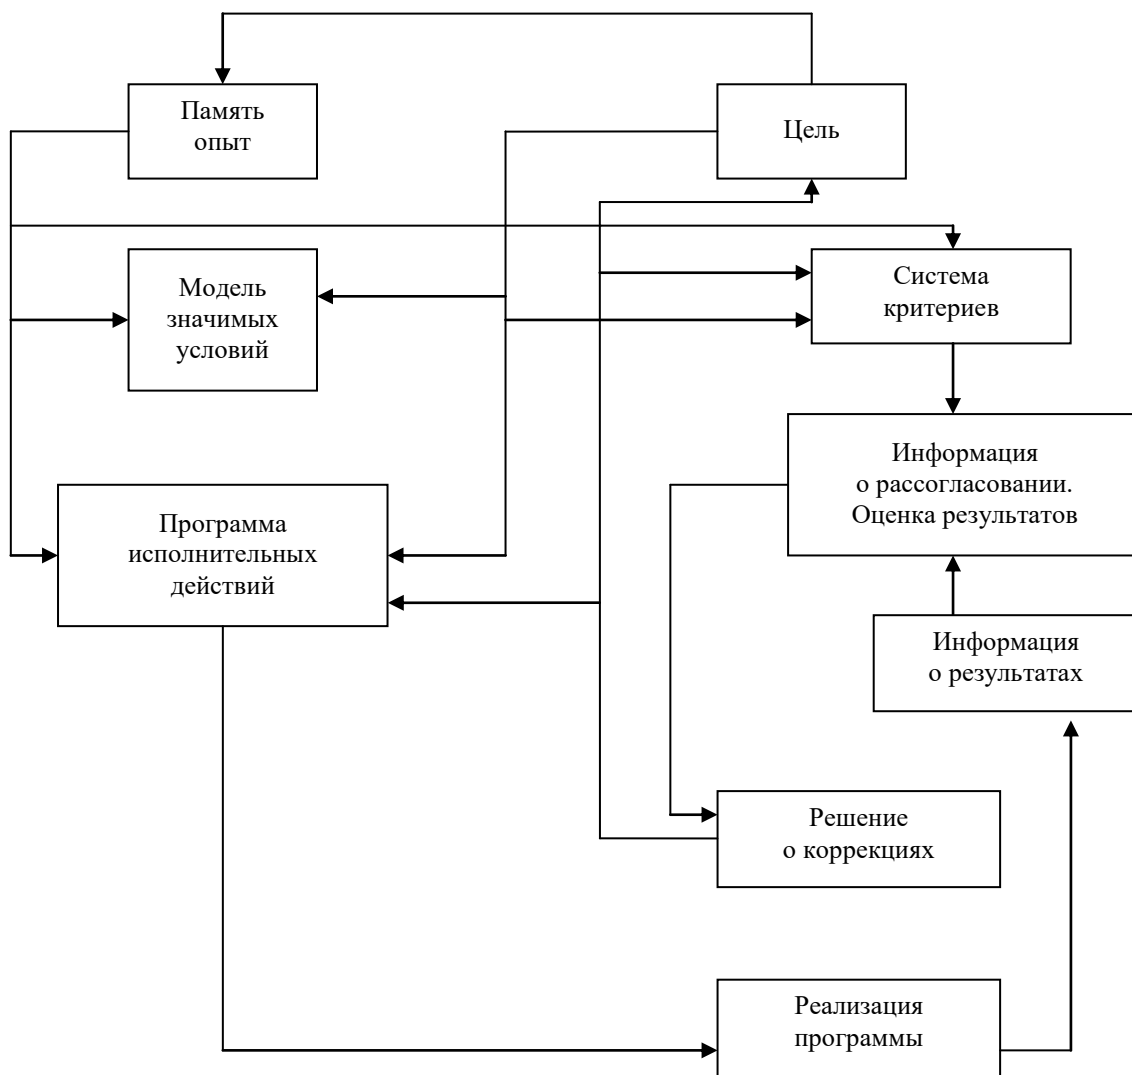 Память
опыт
Цель
Модель
значимых
условий
Система
критериев
Информация
о рассогласовании.
Оценка результатов
Программа
исполнительных
действий
Информация
о результатах
Решение
о коррекциях
Реализация
программы